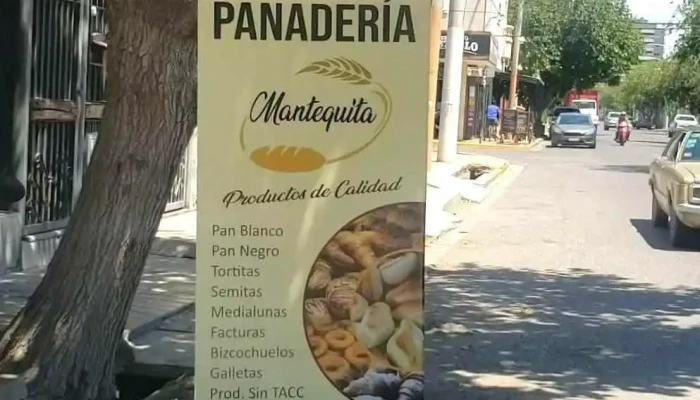 PANADERÍA
Mantequita
Productos de Calidad
Pan Blanco
Pan Negro
Tortitas
Semitas
Medialunas
Facturas
Bizcochuelos
Galletas
Prod. Sin TACC